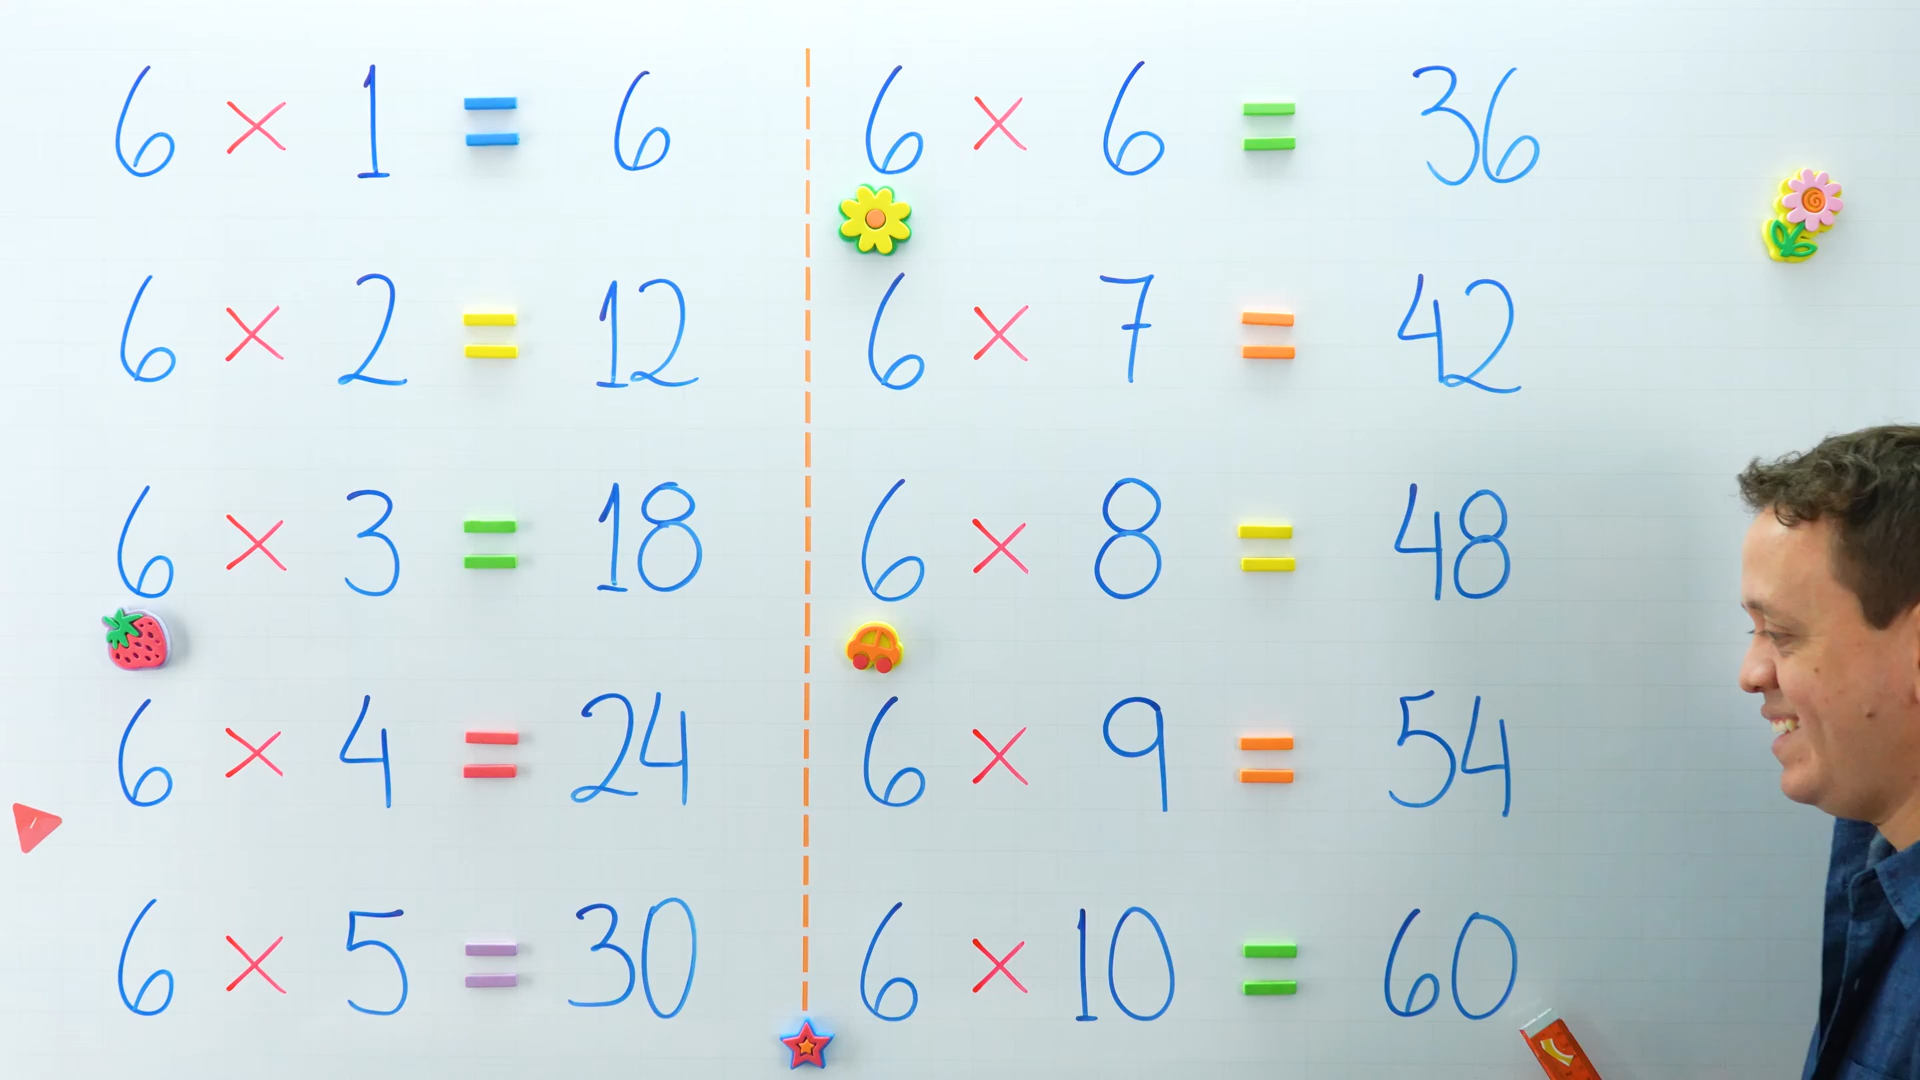 6 × 1 = 6
6 × 2 = 12
6 × 3 = 18
6 × 4 = 24
6 × 5 = 30
6 × 6 = 36
6 × 7 = 42
6 × 8 = 48
6 × 9 = 54
6 × 10 = 60